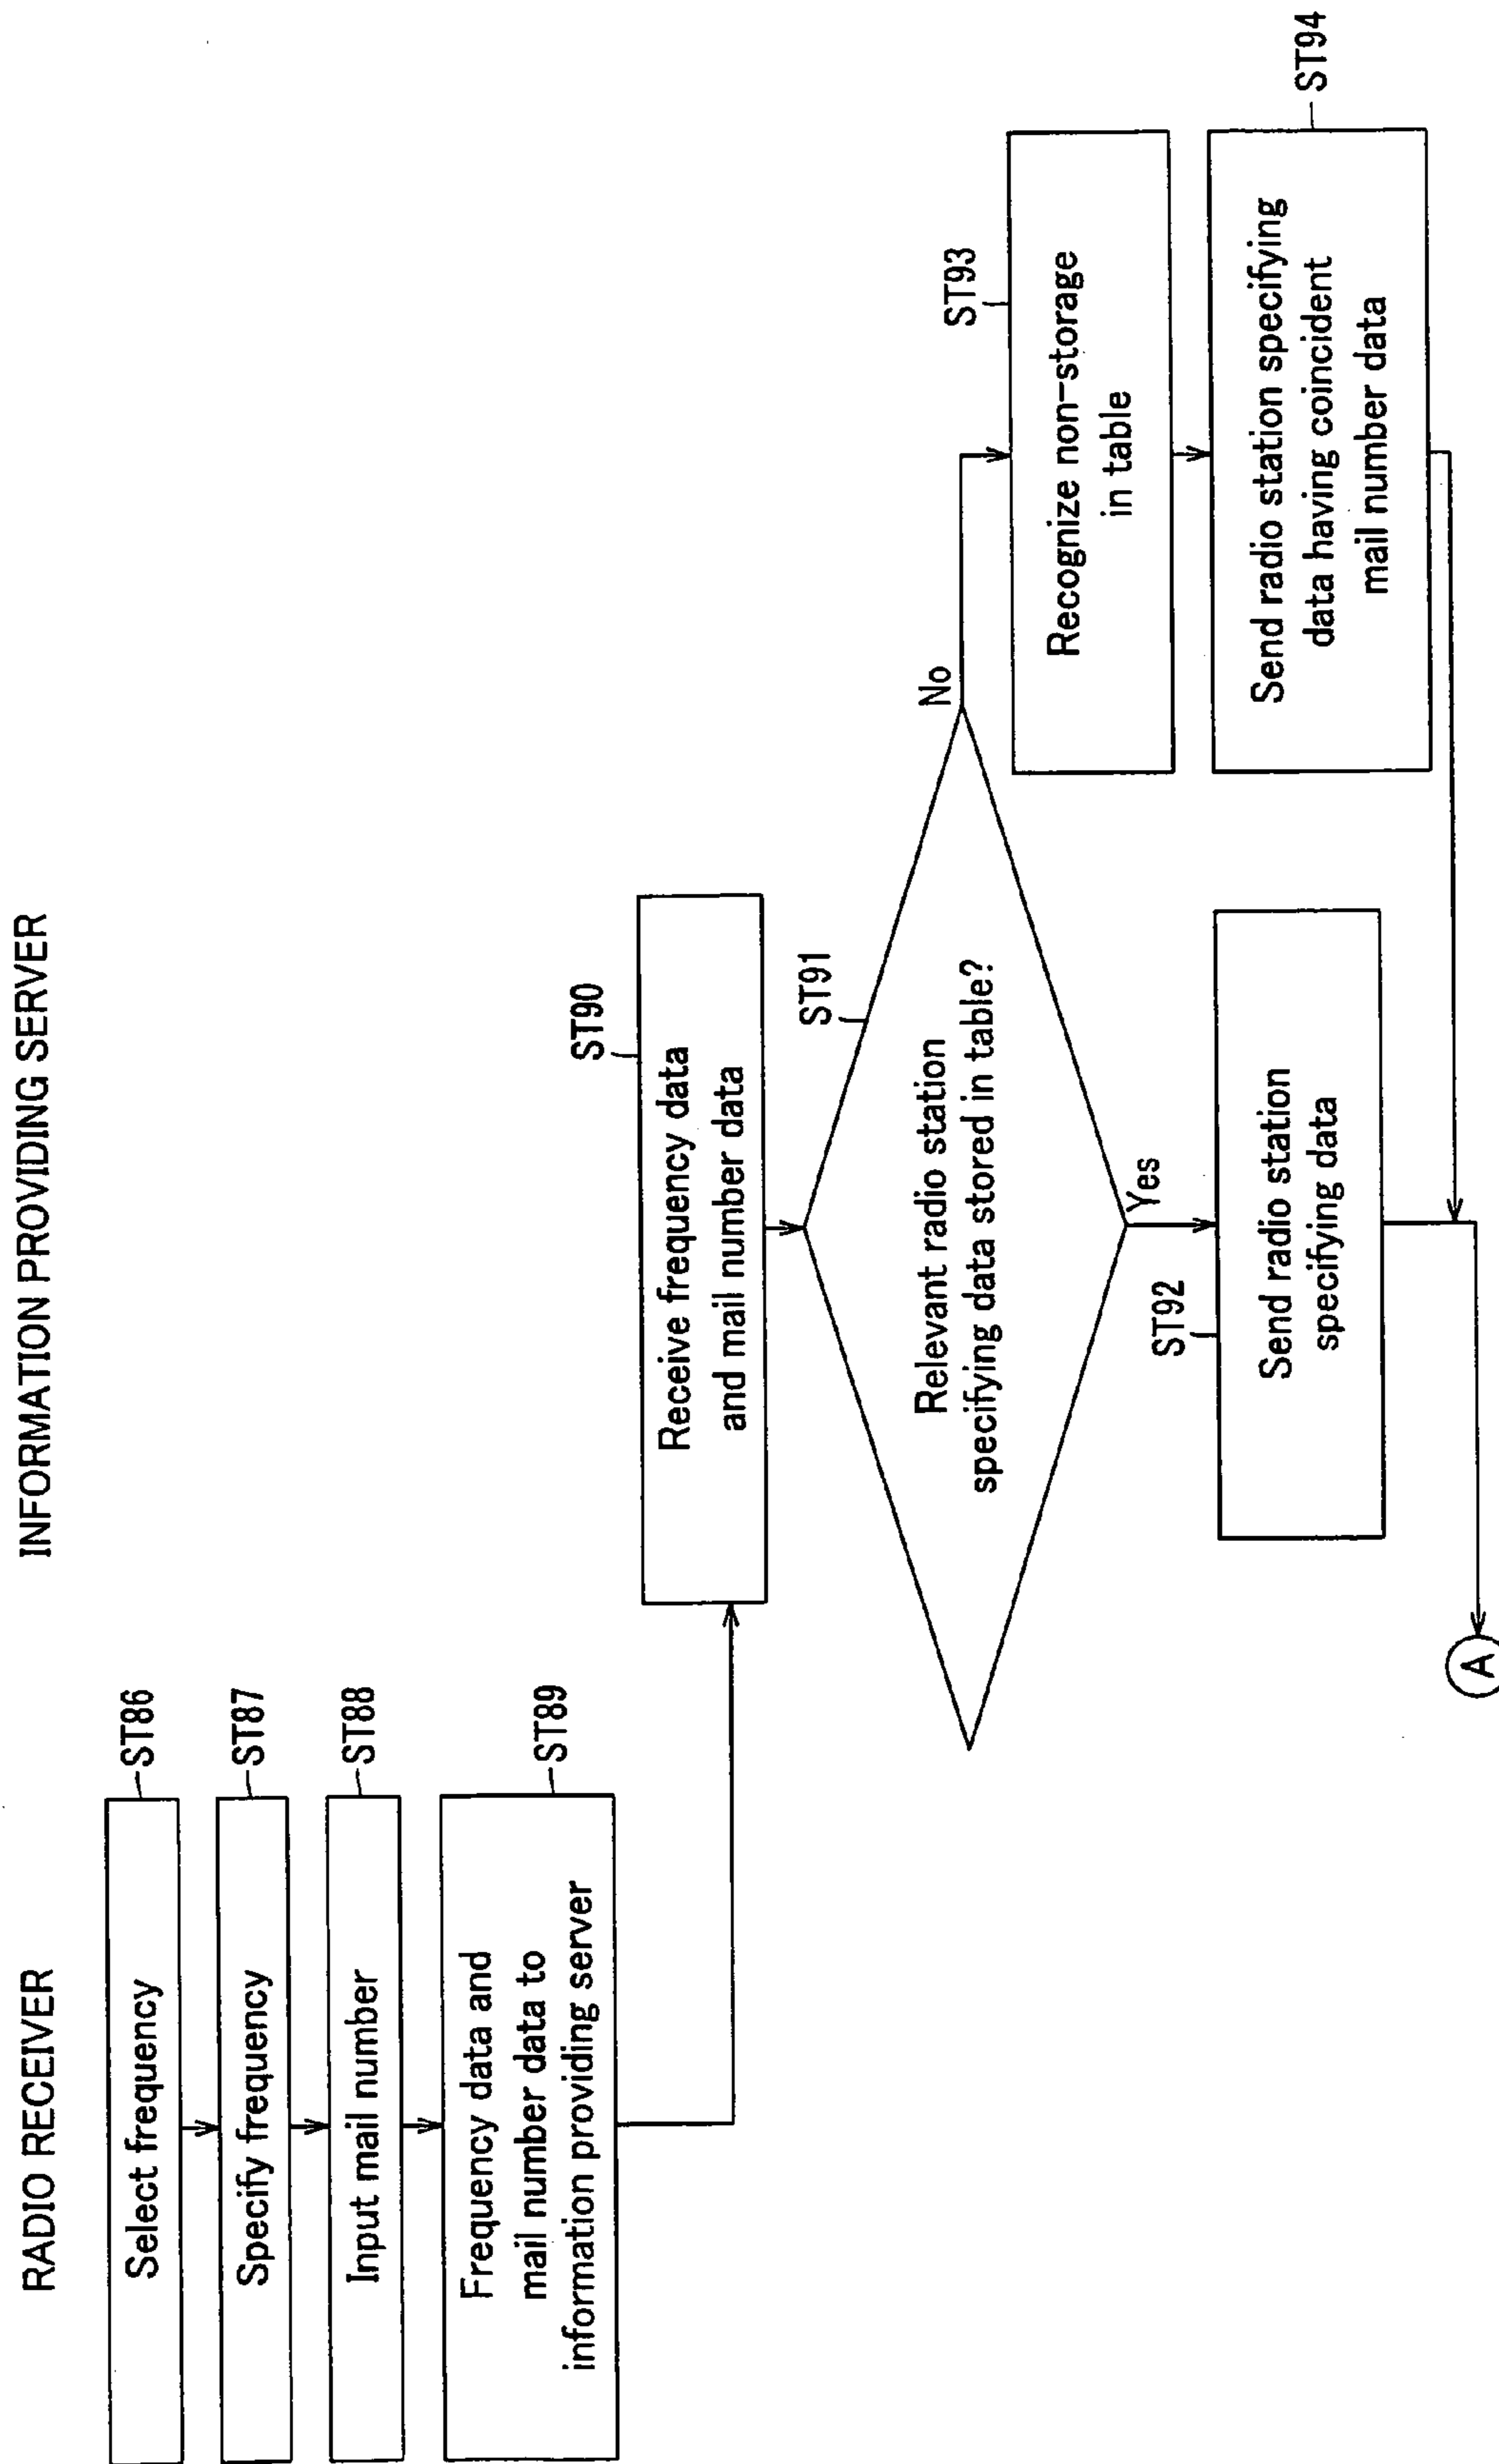 RADIO RECEIVER
INFORMATION PROVIDING SERVER
Select frequency
ST86
Specify frequency
ST87
Input mail number
ST88
Frequency data and
mail number data to
information providing server
ST89
ST90
Receive frequency data
and mail number data
ST91
Relevant radio station
specifying data stored in table?
No
Yes
ST92
Send radio station
specifying data
ST93
Recognize non-storage
in table
ST94
Send radio station specifying
data having coincident
mail number data
A